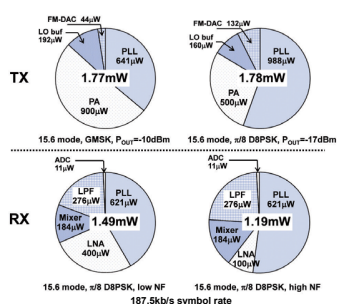 FM-DAC 44μW
LO buf
192μW
PLL
641μW
1.77mW
PA
900μW
FM-DAC 132μW
LO buf
160μW
PLL
988μW
1.78mW
PA
500μW
TX
15.6 mode, GMSK, POUT=-10dBm
15.6 mode, π/8 D8PSK, POUT=-17dBm
RX
ADC
11μW
LPF
276μW
PLL
621μW
Mixer
184μW
1.49mW
LNA
400μW
ADC
11μW
LPF
276μW
PLL
621μW
Mixer
184μW
1.19mW
LNA
100μW
15.6 mode, π/8 D8PSK, low NF
15.6 mode, π/8 D8PSK, high NF
187.5kb/s symbol rate